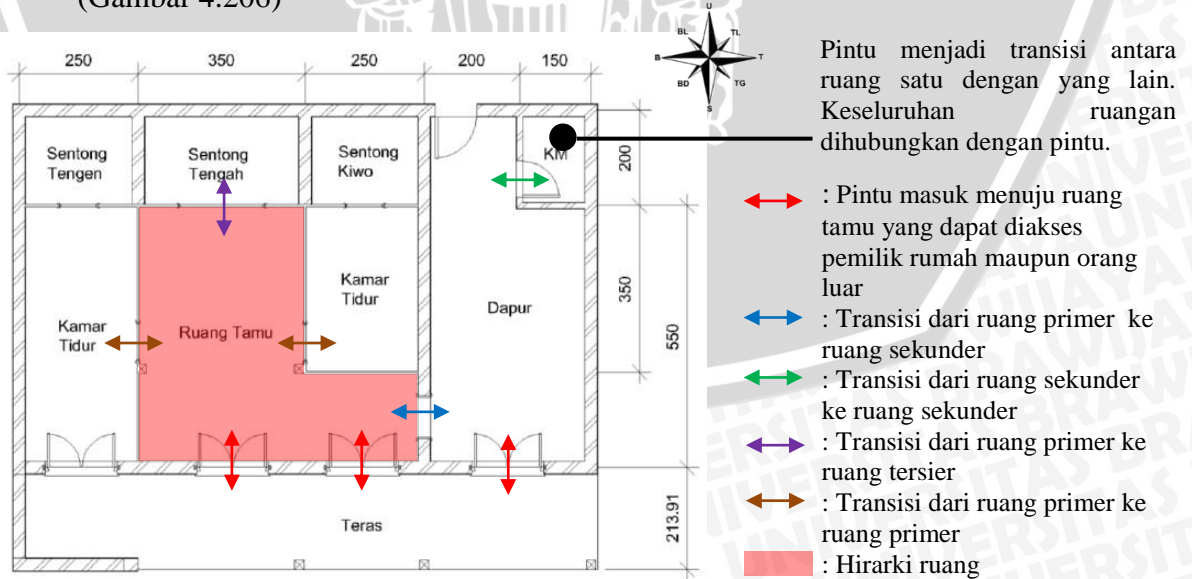 (Gambar 4.206)
250 350 250 200 150
U
BL TL
B T
BD TG
S
Sentong
Tengen
Sentong
Tengah
Sentong
Kiwo
KM
200
Kamar
Tidur
Ruang Tamu
Kamar
Tidur
Dapur
350
550
Teras
213.91
Pintu menjadi transisi antara
ruang satu dengan yang lain.
Keseluruhan ruangan
dihubungkan dengan pintu.
: Pintu masuk menuju ruang
tamu yang dapat diakses
pemilik rumah maupun orang
luar
: Transisi dari ruang primer ke
ruang sekunder
: Transisi dari ruang sekunder
ke ruang sekunder
: Transisi dari ruang primer ke
ruang tersier
: Transisi dari ruang primer ke
ruang primer
: Hirarki ruang